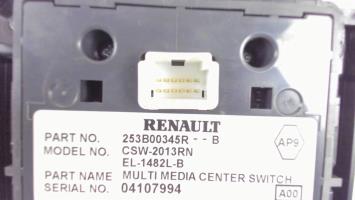 RENAULT
PART NO. 253B00345R - - B
MODEL NO. CSW-2013RN
EL-1482L-B
PART NAME: MULTI MEDIA CENTER SWITCH
SERIAL NO. 04107994
AP9
A00